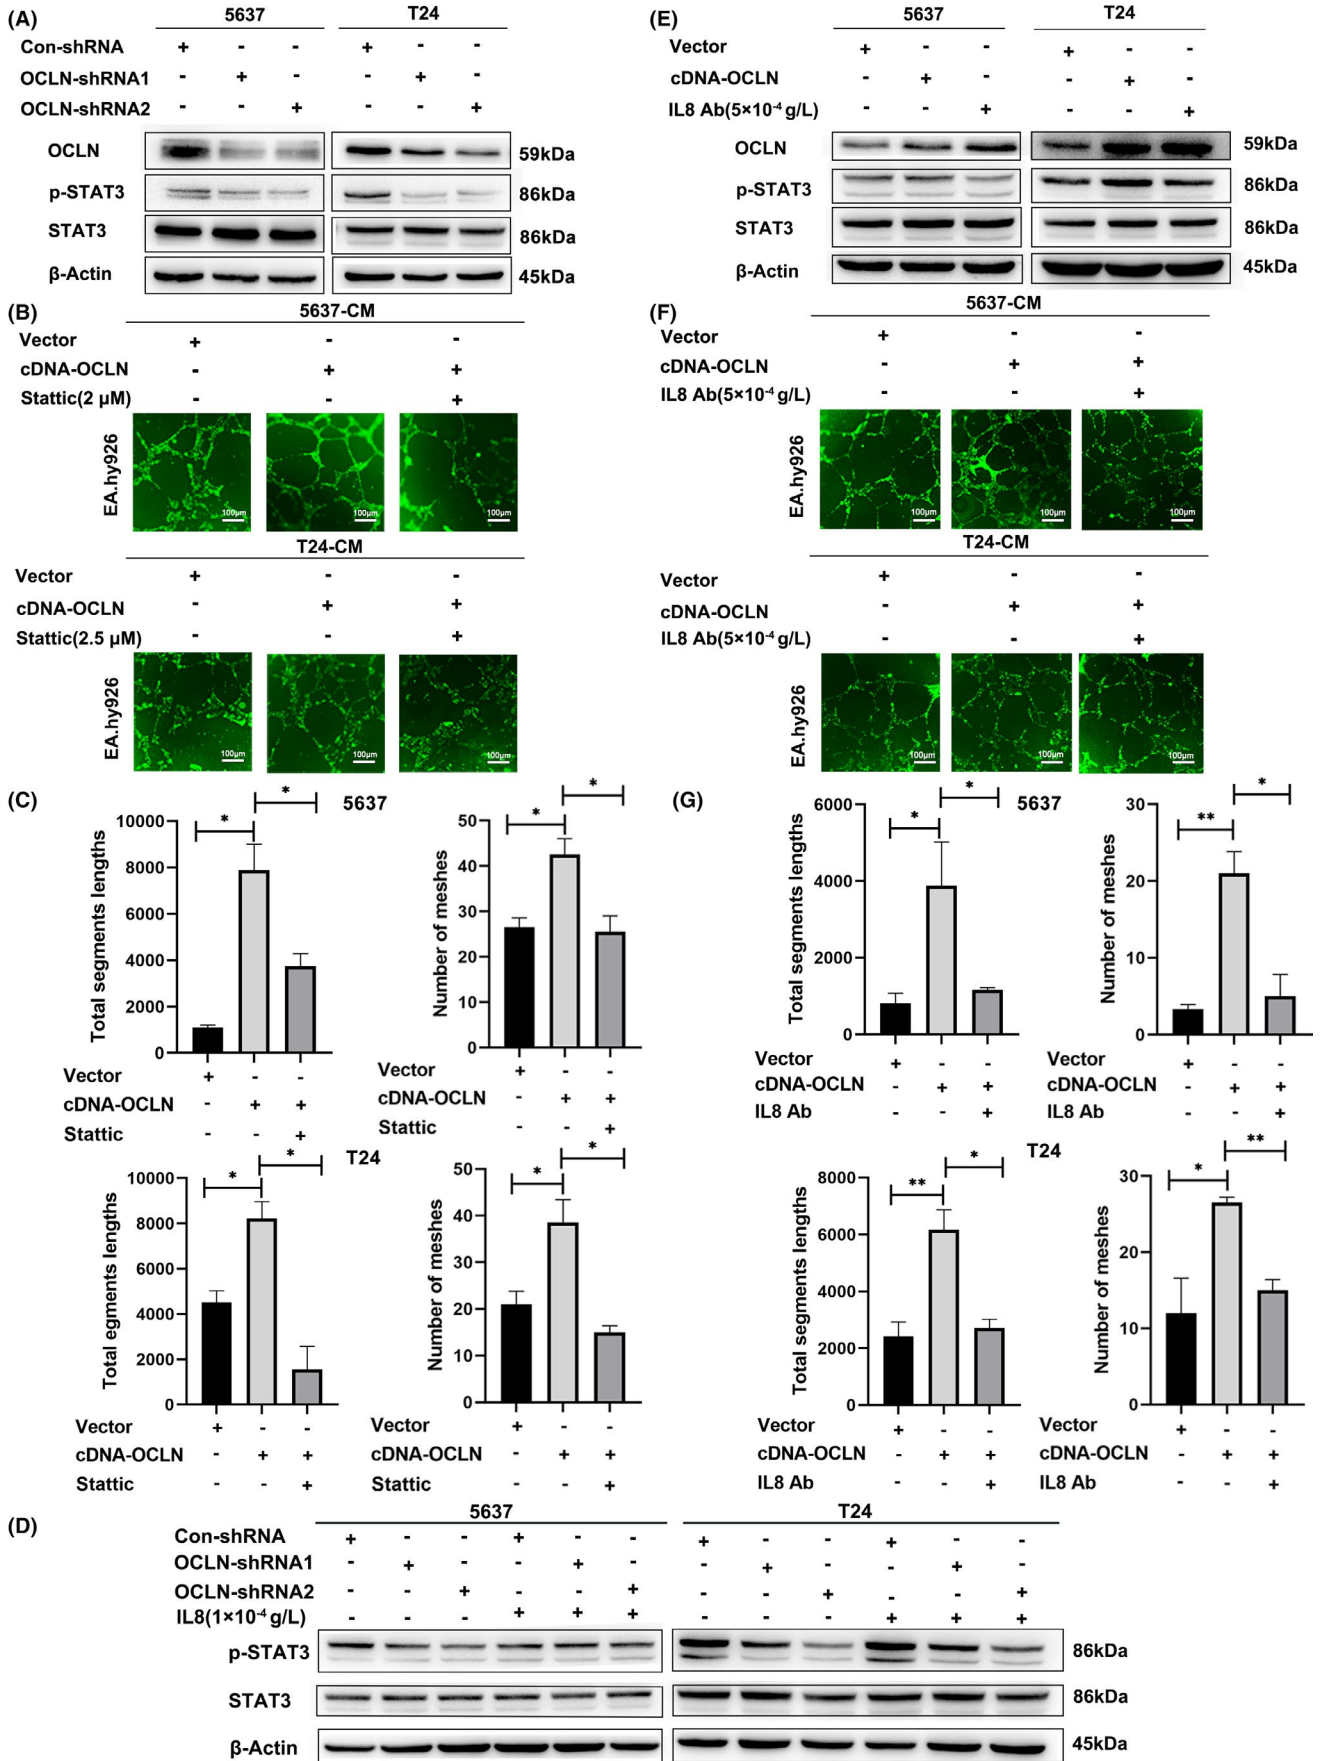 (A)
5637 T24
Con-shRNA + - - + - -
OCLN-shRNA1 - + - - + -
OCLN-shRNA2 - - + - - +
OCLN 59kDa
p-STAT3 86kDa
STAT3 86kDa
β-Actin 45kDa
(B)
5637-CM
Vector + - -
cDNA-OCLN - + +
Stattic(2 μM) - - +
EA.hy926
100μm 100μm 100μm
T24-CM
Vector + - -
cDNA-OCLN - + +
Stattic(2.5 μM) - - +
EA.hy926
100μm 100μm 100μm
(C)
5637
* *
Total segments lengths
10000
8000
6000
4000
2000
0
Vector + - -
cDNA-OCLN - + +
Stattic - - +
* *
Number of meshes
50
40
30
20
10
0
Vector + - -
cDNA-OCLN - + +
Stattic - - +
T24
* *
Total egments lengths
10000
8000
6000
4000
2000
0
Vector + - -
cDNA-OCLN - + +
Stattic - - +
* *
Number of meshes
50
40
30
20
10
0
Vector + - -
cDNA-OCLN - + +
Stattic - - +
(D)
5637 T24
Con-shRNA + - - + - - + - - + - -
OCLN-shRNA1 - + - - + - - + - - + -
OCLN-shRNA2 - - + - - + - - + - - +
IL8(1×10⁻⁴ g/L) - - - + + + - - - + + +
p-STAT3 86kDa
STAT3 86kDa
β-Actin 45kDa
(E)
5637 T24
Vector + - - + - -
cDNA-OCLN - + - - + -
IL8 Ab(5×10⁻⁴ g/L) - - + - - +
OCLN 59kDa
p-STAT3 86kDa
STAT3 86kDa
β-Actin 45kDa
(F)
5637-CM
Vector + - -
cDNA-OCLN - + +
IL8 Ab(5×10⁻⁴ g/L) - - +
EA.hy926
100μm 100μm 100μm
T24-CM
Vector + - -
cDNA-OCLN - + +
IL8 Ab(5×10⁻⁴ g/L) - - +
EA.hy926
100μm 100μm 100μm
(G)
5637
* *
Total segments lengths
6000
4000
2000
0
Vector + - -
cDNA-OCLN - + +
IL8 Ab - - +
** *
Number of meshes
30
20
10
0
Vector + - -
cDNA-OCLN - + +
IL8 Ab - - +
T24
** *
Total segments lengths
8000
6000
4000
2000
0
Vector + - -
cDNA-OCLN - + +
IL8 Ab - - +
* **
Number of meshes
30
20
10
0
Vector + - -
cDNA-OCLN - + +
IL8 Ab - - +